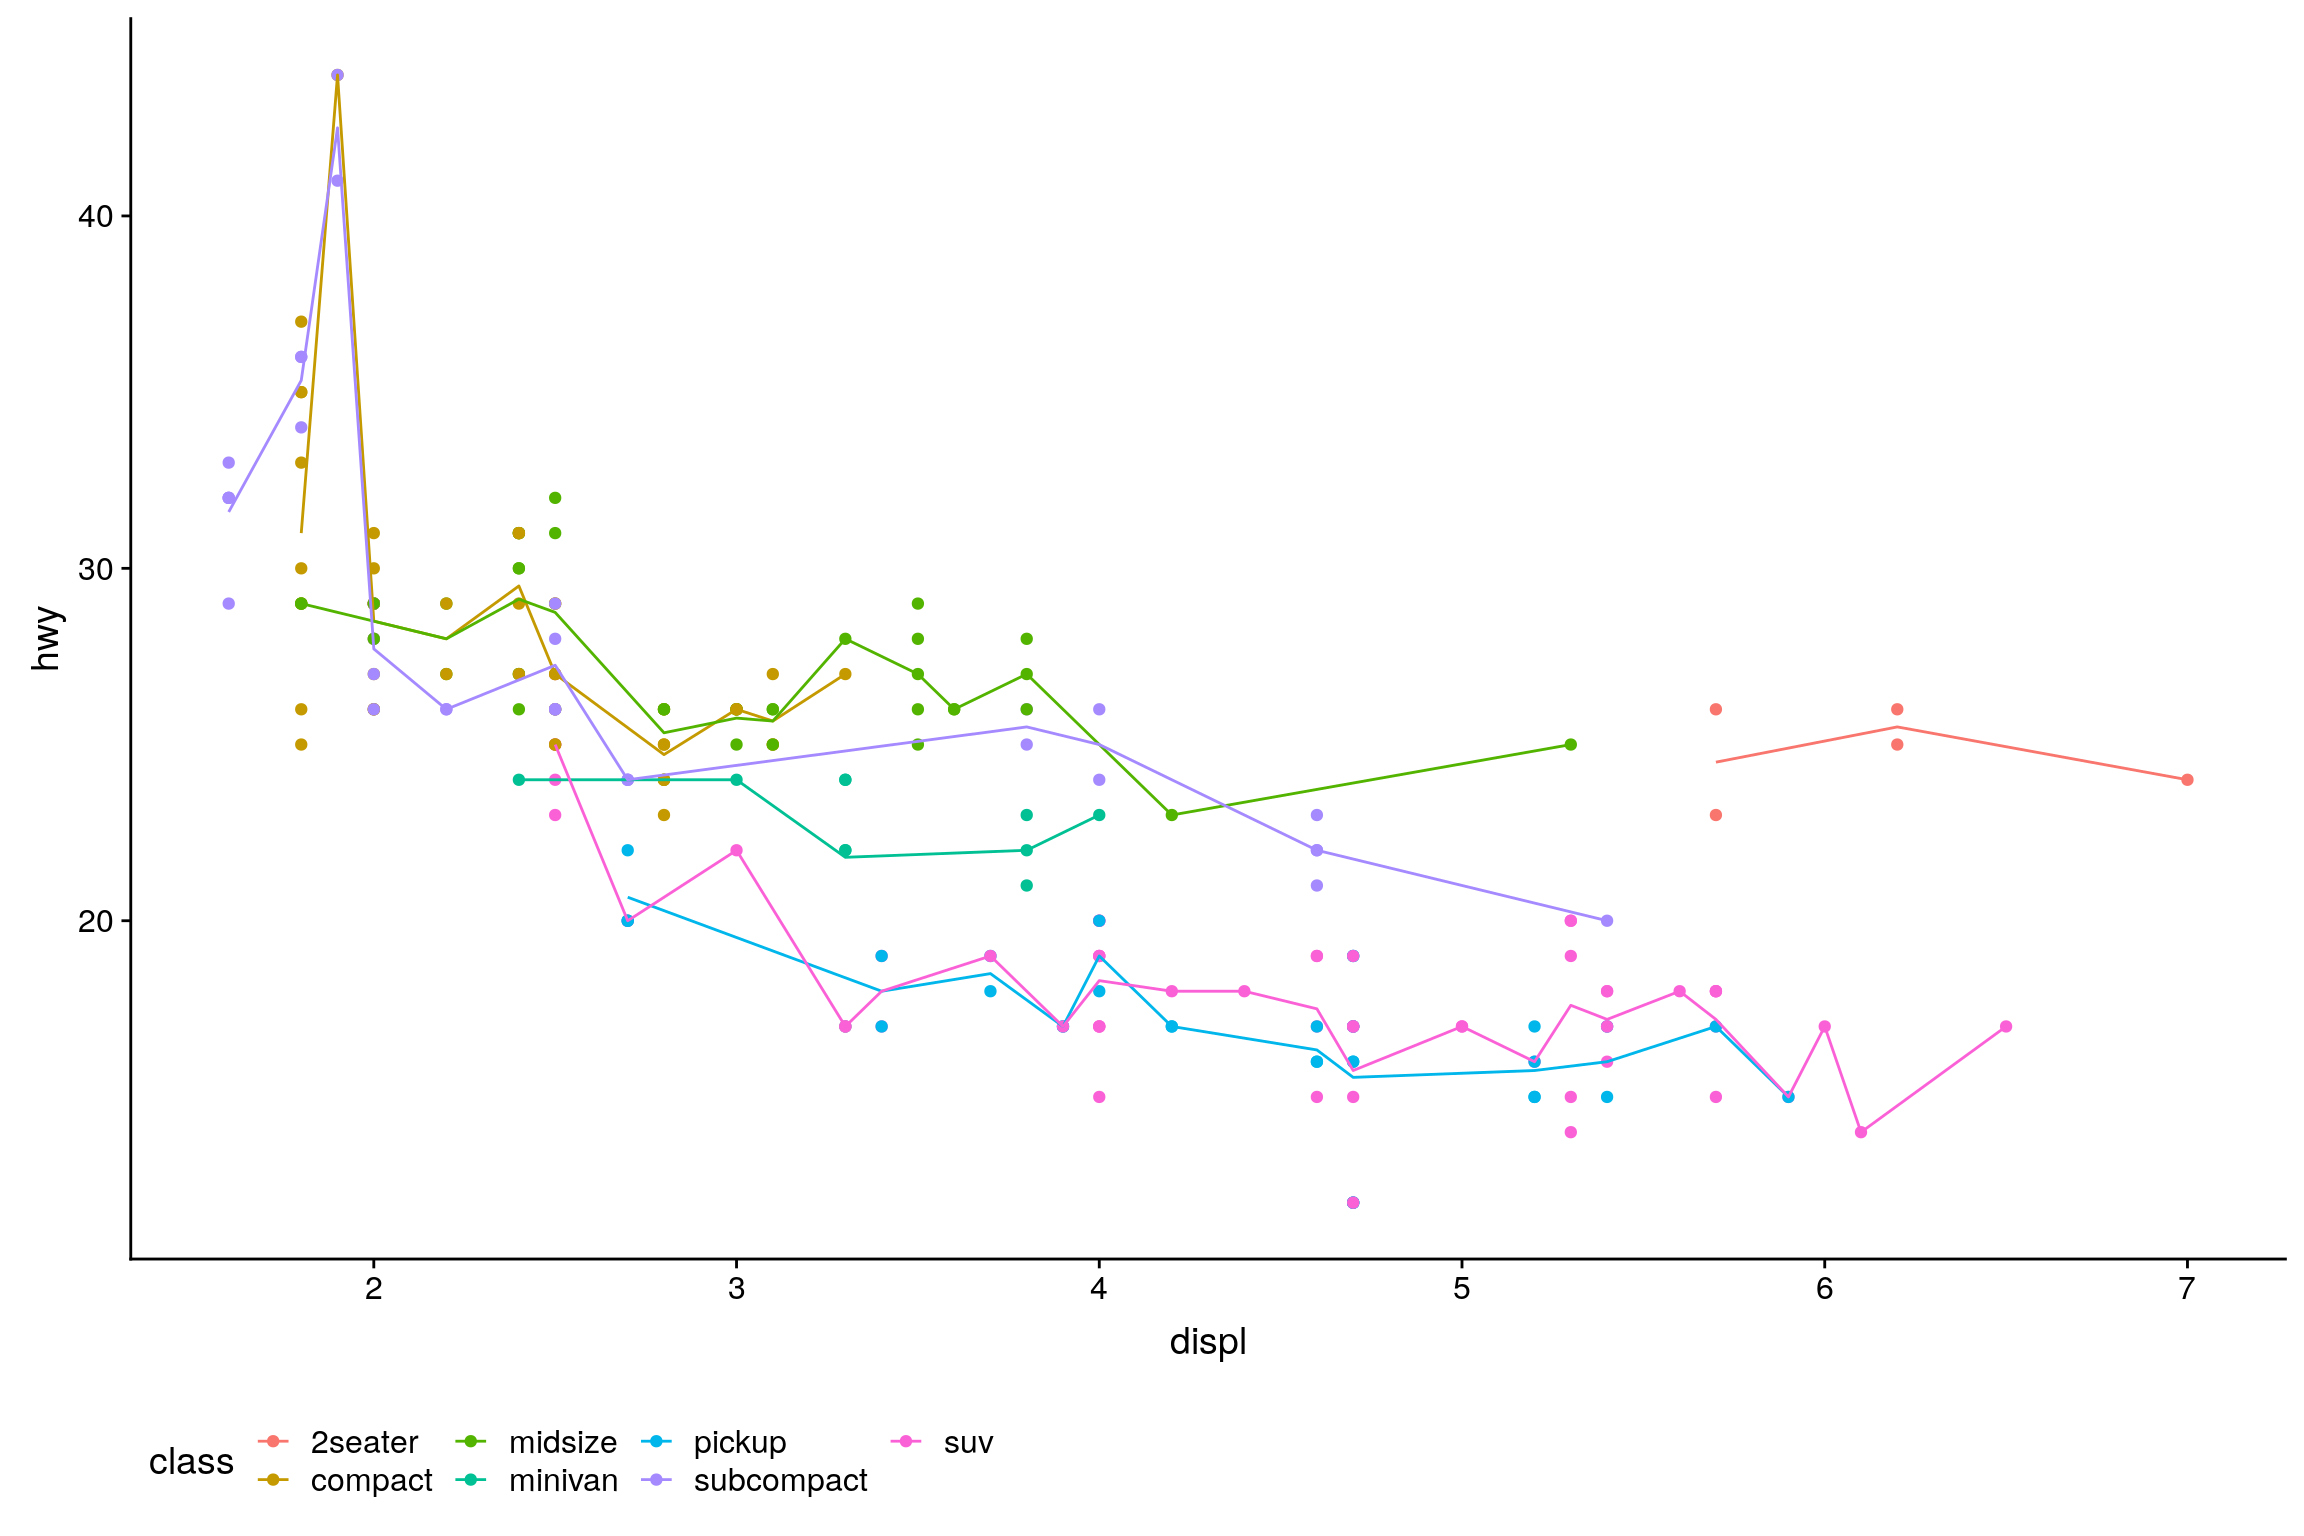 hwy
40
30
20
2 3 4 5 6 7
displ
class
2seater midsize pickup suv
compact minivan subcompact